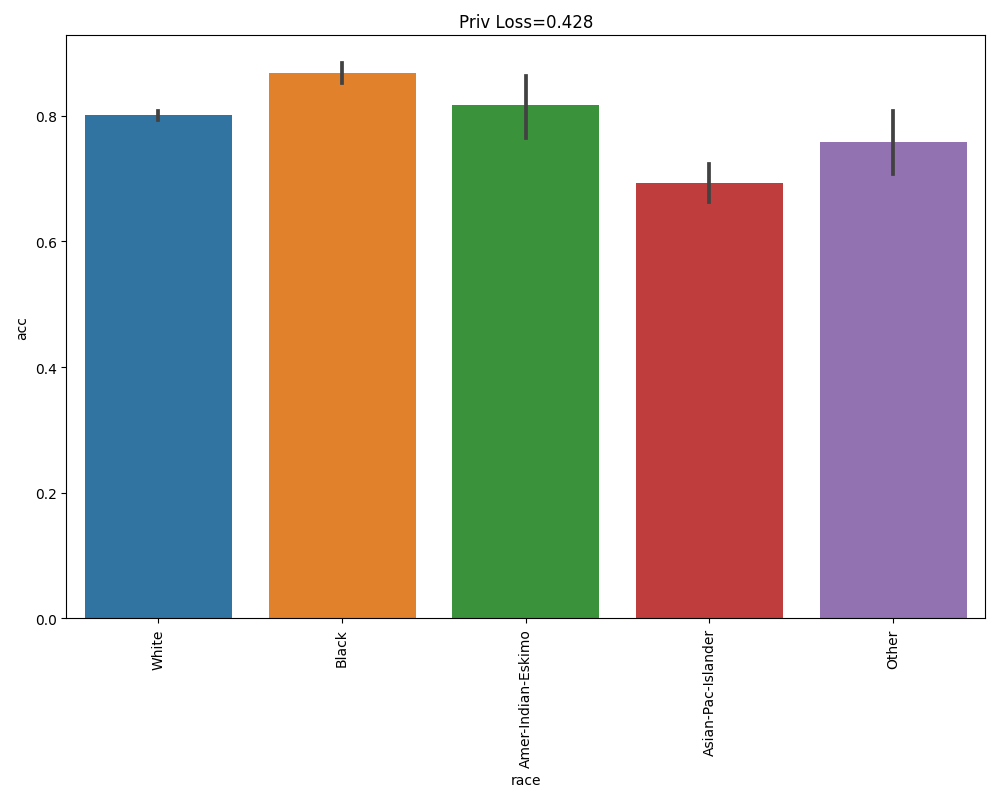 Priv Loss=0.428
acc
0.8
0.6
0.4
0.2
0.0
White
Black
Amer-Indian-Eskimo
Asian-Pac-Islander
Other
race